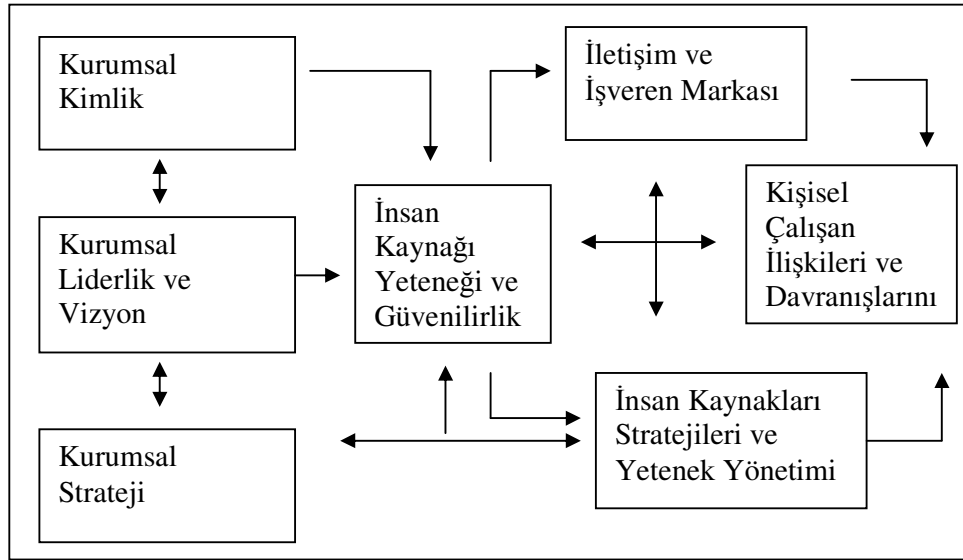 Kurumsal
Kimlik
İletişim ve
İşveren Markası
Kurumsal
Liderlik ve
Vizyon
İnsan
Kaynağı
Yeteneği ve
Güvenilirlik
Kişisel
Çalışan
İlişkileri ve
Davranışlarını
Kurumsal
Strateji
İnsan Kaynakları
Stratejileri ve
Yetenek Yönetimi